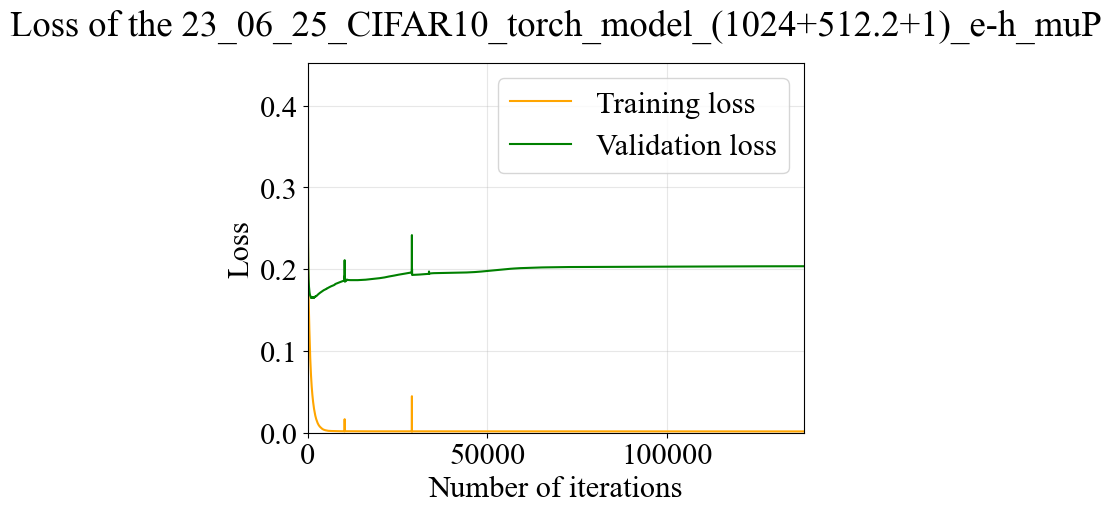 Loss of the 23_06_25_CIFAR10_torch_model_(1024+512.2+1)_e-h_muP
Training loss
Validation loss
0.4
0.3
0.2
0.1
0.0
Loss
0 50000 100000
Number of iterations